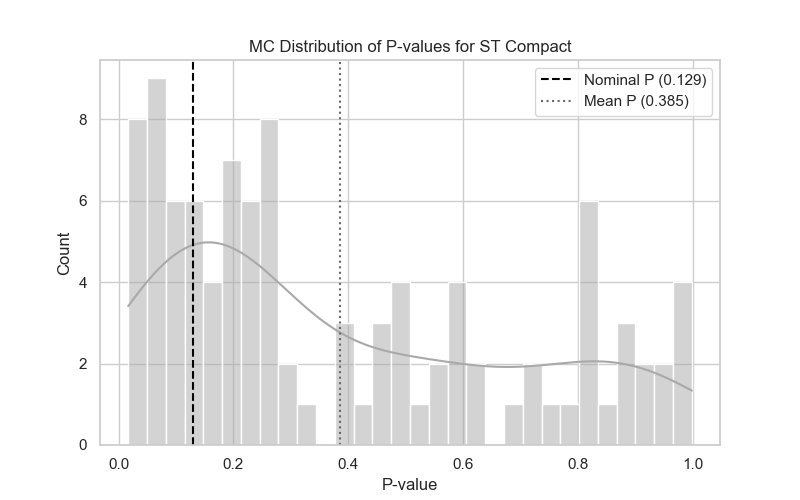 MC Distribution of P-values for ST Compact
Nominal P (0.129)
Mean P (0.385)
Count
8
6
4
2
0
0.0 0.2 0.4 0.6 0.8 1.0
P-value